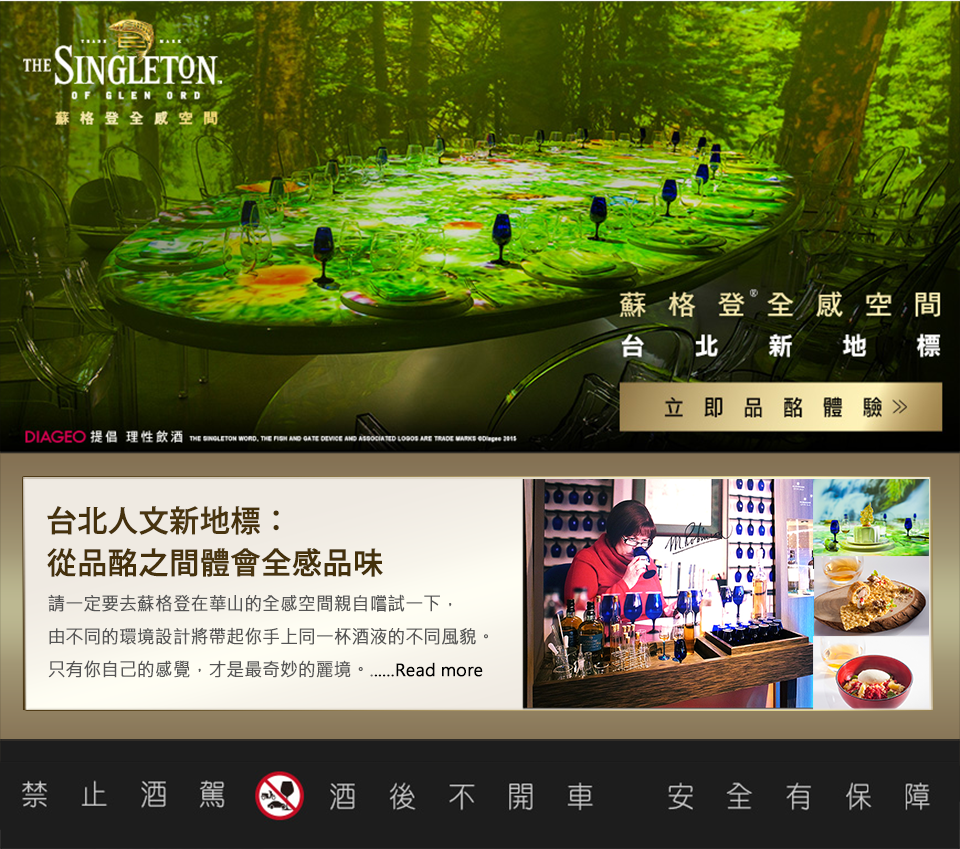 TRADE MARK
THE SINGLETON.
OF GLEN ORD
蘇格登全感空間
蘇格登®全感空間
台北新地標
立即品酩體驗
DIAGEO 提倡 理性飲酒 THE SINGLETON WORD, THE FISH AND GATE DEVICE AND ASSOCIATED LOGOS ARE TRADE MARKS ©Diageo 2015
台北人文新地標：
從品酩之間體會全感品味
請一定要去蘇格登在華山的全感空間親自嚐試一下，
由不同的環境設計將帶起你手上同一杯酒液的不同風貌。
只有你自己的感覺，才是最奇妙的麗境。......Read more
禁止酒駕 酒後不開車 安全有保障